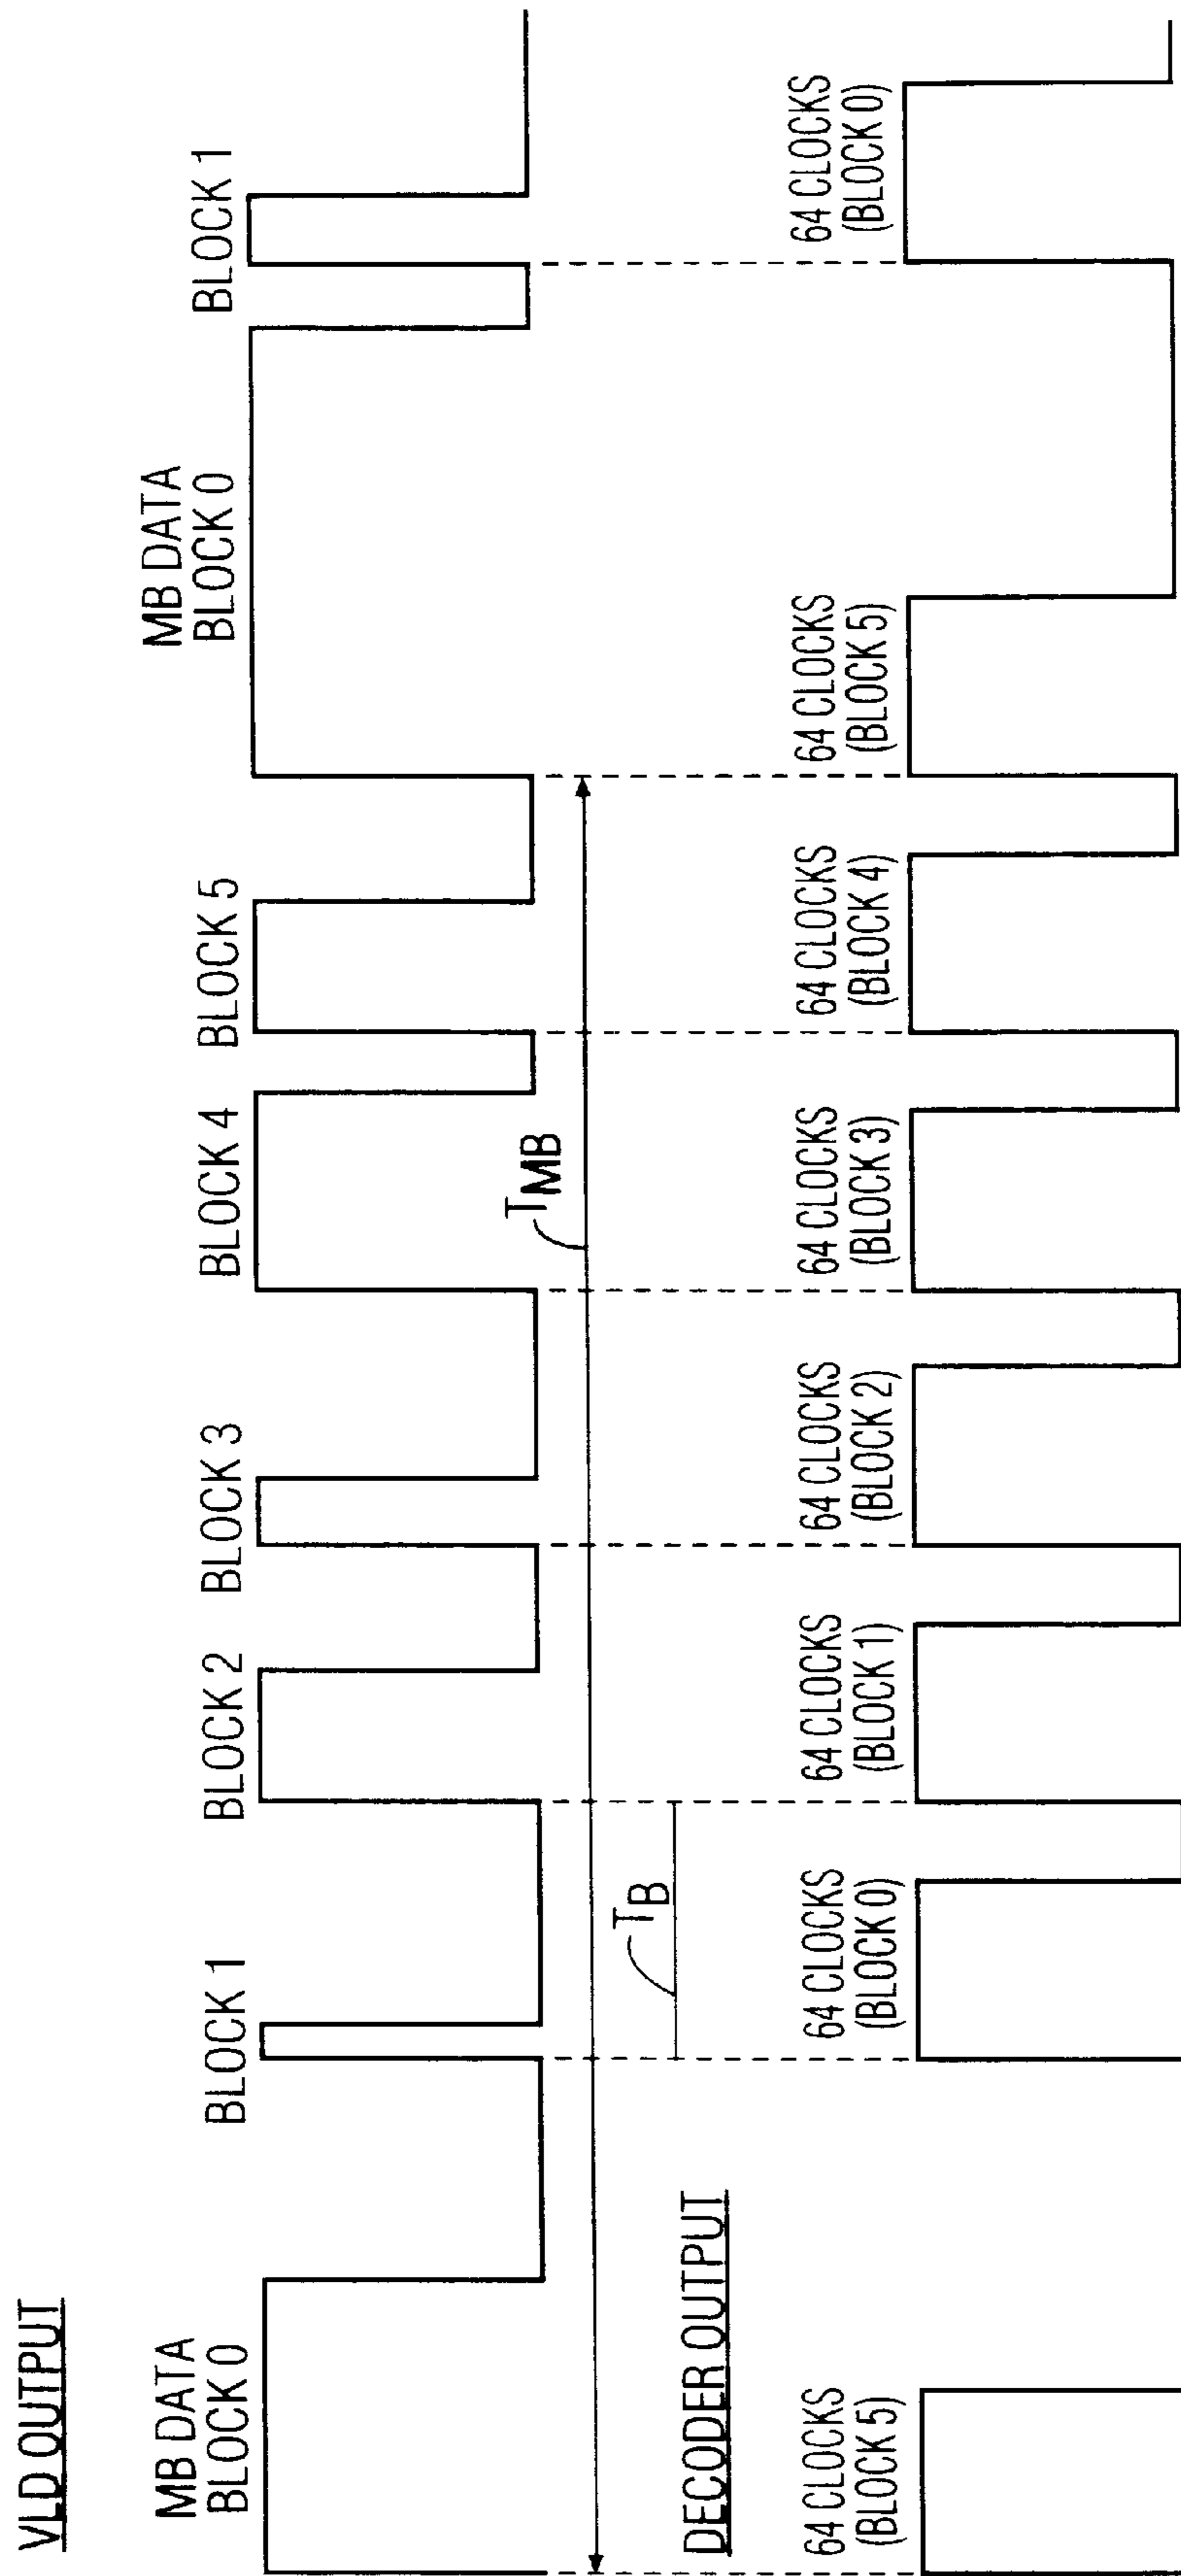 VLD OUTPUT
MB DATA
BLOCK 0
BLOCK 1
BLOCK 2
BLOCK 3
BLOCK 4
BLOCK 5
MB DATA
BLOCK 0
BLOCK 1
TMB
TB
DECODER OUTPUT
64 CLOCKS
(BLOCK 5)
64 CLOCKS
(BLOCK 0)
64 CLOCKS
(BLOCK 1)
64 CLOCKS
(BLOCK 2)
64 CLOCKS
(BLOCK 3)
64 CLOCKS
(BLOCK 4)
64 CLOCKS
(BLOCK 5)
64 CLOCKS
(BLOCK 0)